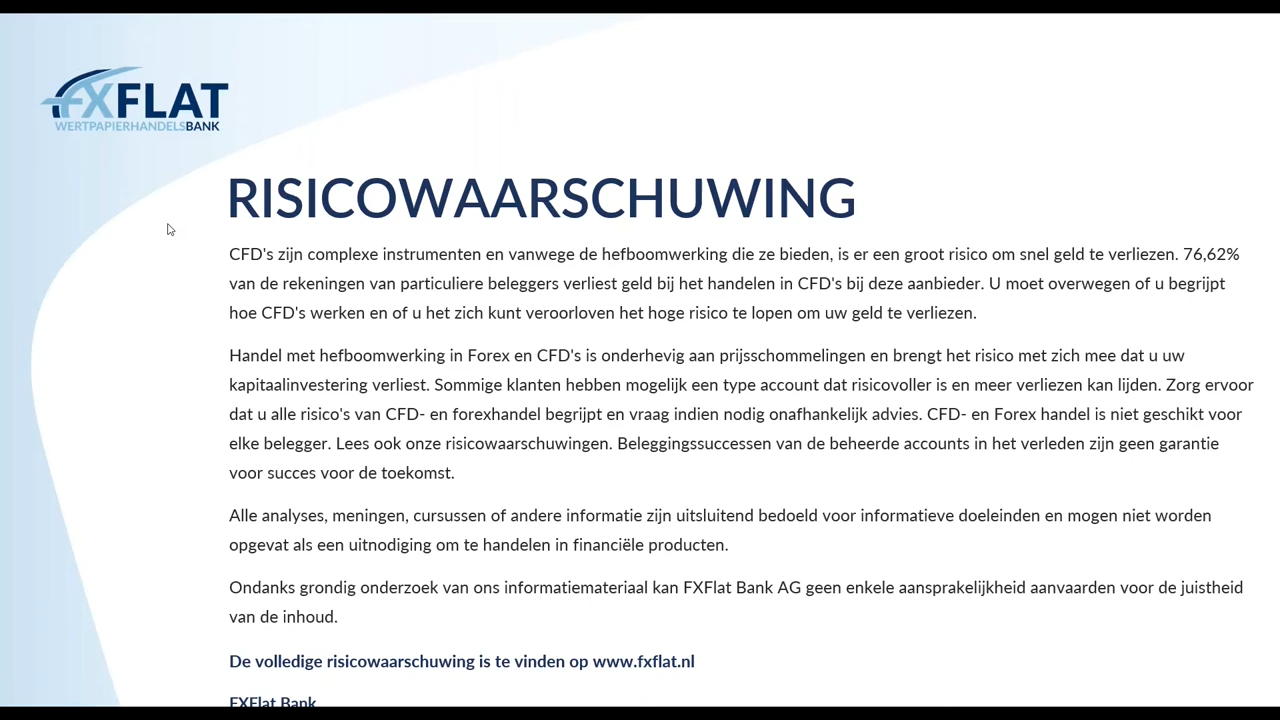 FXFLAT
WERTPAPIERHANDELSBANK
RISICOWAARSCHUWING
CFD's zijn complexe instrumenten en vanwege de hefboomwerking die ze bieden, is er een groot risico om snel geld te verliezen. 76,62%
van de rekeningen van particuliere beleggers verliest geld bij het handelen in CFD's bij deze aanbieder. U moet overwegen of u begrijpt
hoe CFD's werken en of u het zich kunt veroorloven het hoge risico te lopen om uw geld te verliezen.
Handel met hefboomwerking in Forex en CFD's is onderhevig aan prijsschommelingen en brengt het risico met zich mee dat u uw
kapitaalinvestering verliest. Sommige klanten hebben mogelijk een type account dat risicovoller is en meer verliezen kan lijden. Zorg ervoor
dat u alle risico's van CFD- en forexhandel begrijpt en vraag indien nodig onafhankelijk advies. CFD- en Forex handel is niet geschikt voor
elke belegger. Lees ook onze risicowaarschuwingen. Beleggingssuccessen van de beheerde accounts in het verleden zijn geen garantie
voor succes voor de toekomst.
Alle analyses, meningen, cursussen of andere informatie zijn uitsluitend bedoeld voor informatieve doeleinden en mogen niet worden
opgevat als een uitnodiging om te handelen in financiële producten.
Ondanks grondig onderzoek van ons informatiemateriaal kan FXFlat Bank AG geen enkele aansprakelijkheid aanvaarden voor de juistheid
van de inhoud.
De volledige risicowaarschuwing is te vinden op www.fxflat.nl
FXFlat Bank